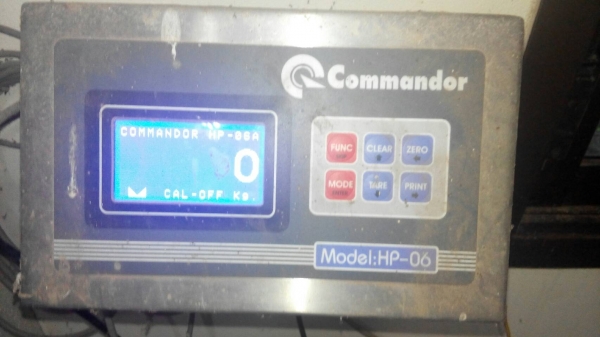 Commandor
COMMANDOR HP-06A
0
CAL-OFF Kg.
FUNC CLEAR ZERO
MODE TARE PRINT
Model:HP-06